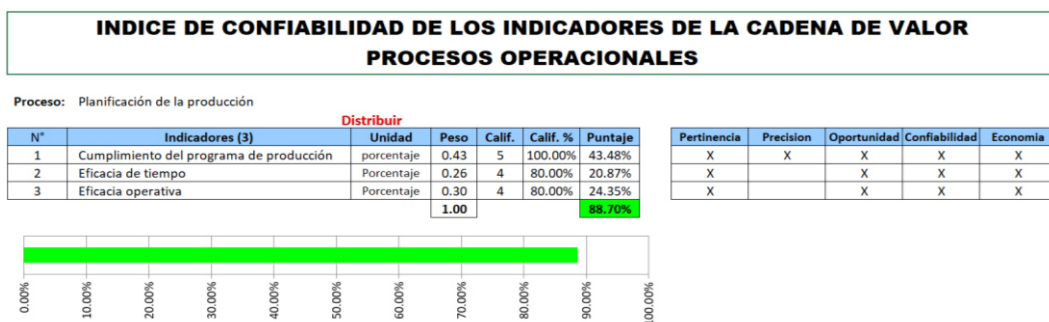 INDICE DE CONFIABILIDAD DE LOS INDICADORES DE LA CADENA DE VALOR
PROCESOS OPERACIONALES
Proceso: Planificación de la producción
Distribuir
N° Indicadores (3) Unidad Peso Calif. Calif. % Puntaje Pertinencia Precision Oportunidad Confiabilidad Economia
1 Cumplimiento del programa de producción porcentaje 0.43 5 100.00% 43.48% X X X X X
2 Eficacia de tiempo Porcentaje 0.26 4 80.00% 20.87% X X X X
3 Eficacia operativa Porcentaje 0.30 4 80.00% 24.35% X X X X
1.00 88.70%
0.00% 10.00% 20.00% 30.00% 40.00% 50.00% 60.00% 70.00% 80.00% 90.00% 100.00%